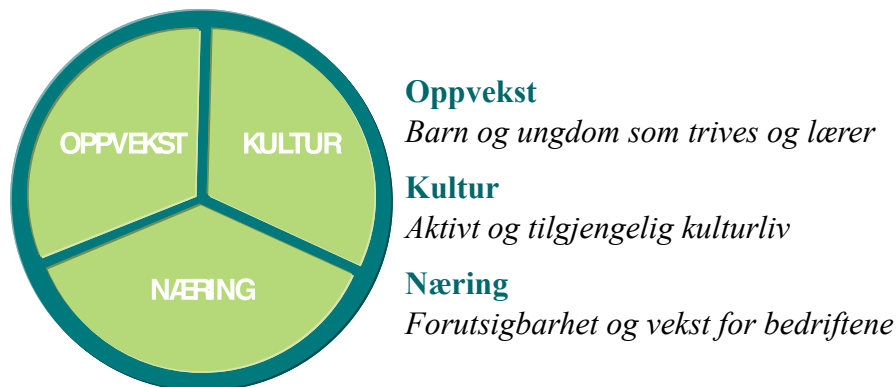 OPPVEKST
KULTUR
NÆRING
Oppvekst
Barn og ungdom som trives og lærer
Kultur
Aktivt og tilgjengelig kulturliv
Næring
Forutsigbarhet og vekst for bedriftene